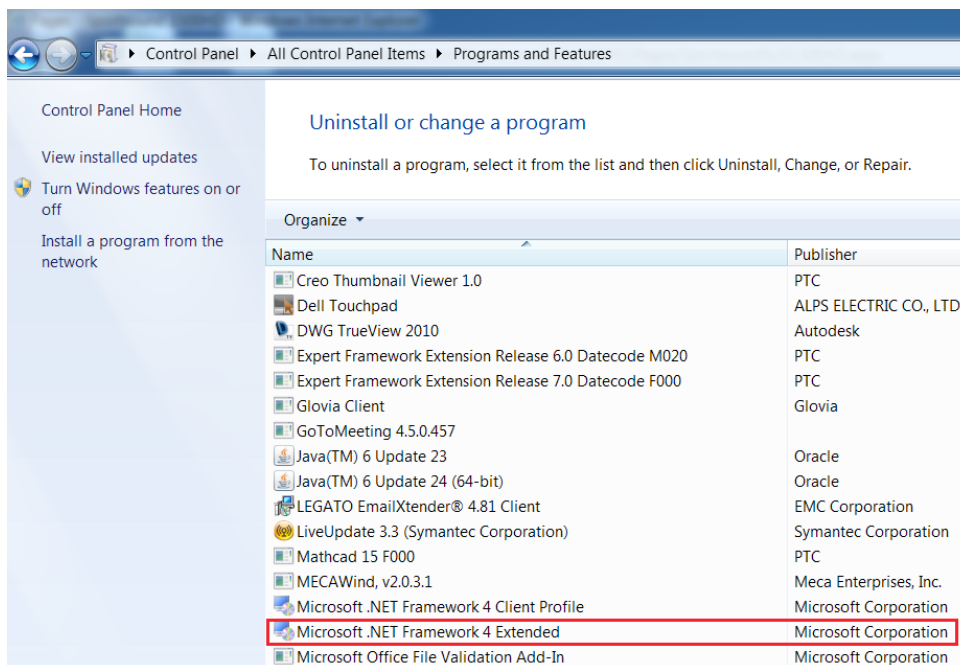 Control Panel ▸ All Control Panel Items ▸ Programs and Features
Control Panel Home
View installed updates
Turn Windows features on or
off
Install a program from the
network
Uninstall or change a program
To uninstall a program, select it from the list and then click Uninstall, Change, or Repair.
Organize
Name Publisher
Creo Thumbnail Viewer 1.0 PTC
Dell Touchpad ALPS ELECTRIC CO., LTD
DWG TrueView 2010 Autodesk
Expert Framework Extension Release 6.0 Datecode M020 PTC
Expert Framework Extension Release 7.0 Datecode F000 PTC
Glovia Client Glovia
GoToMeeting 4.5.0.457
Java(TM) 6 Update 23 Oracle
Java(TM) 6 Update 24 (64-bit) Oracle
LEGATO EmailXtender® 4.81 Client EMC Corporation
LiveUpdate 3.3 (Symantec Corporation) Symantec Corporation
Mathcad 15 F000 PTC
MECAWind, v2.0.3.1 Meca Enterprises, Inc.
Microsoft .NET Framework 4 Client Profile Microsoft Corporation
Microsoft .NET Framework 4 Extended Microsoft Corporation
Microsoft Office File Validation Add-In Microsoft Corporation